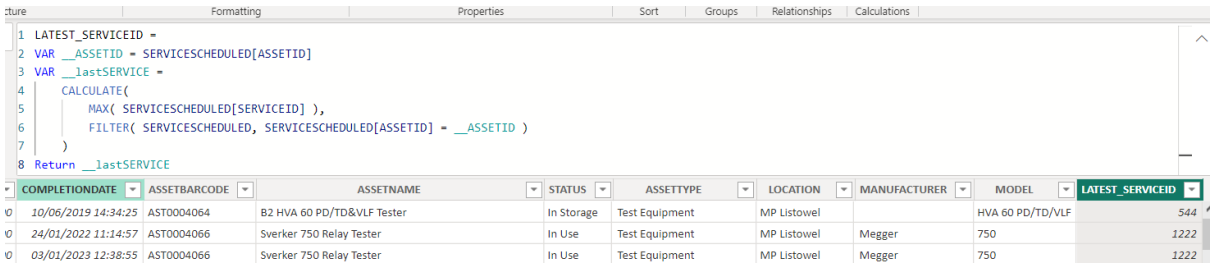 cture Formatting Properties Sort Groups Relationships Calculations
1 LATEST_SERVICEID =
2 VAR __ASSETID = SERVICESCHEDULED[ASSETID]
3 VAR __lastSERVICE =
4 CALCULATE(
5 MAX( SERVICESCHEDULED[SERVICEID] ),
6 FILTER( SERVICESCHEDULED, SERVICESCHEDULED[ASSETID] = __ASSETID )
7 )
8 Return __lastSERVICE
COMPLETIONDATE ASSETBARCODE ASSETNAME STATUS ASSETTYPE LOCATION MANUFACTURER MODEL LATEST_SERVICEID
00 10/06/2019 14:34:25 AST0004064 B2 HVA 60 PD/TD&VLF Tester In Storage Test Equipment MP Listowel HVA 60 PD/TD/VLF 544
00 24/01/2022 11:14:57 AST0004066 Sverker 750 Relay Tester In Use Test Equipment MP Listowel Megger 750 1222
00 03/01/2023 12:38:55 AST0004066 Sverker 750 Relay Tester In Use Test Equipment MP Listowel Megger 750 1222